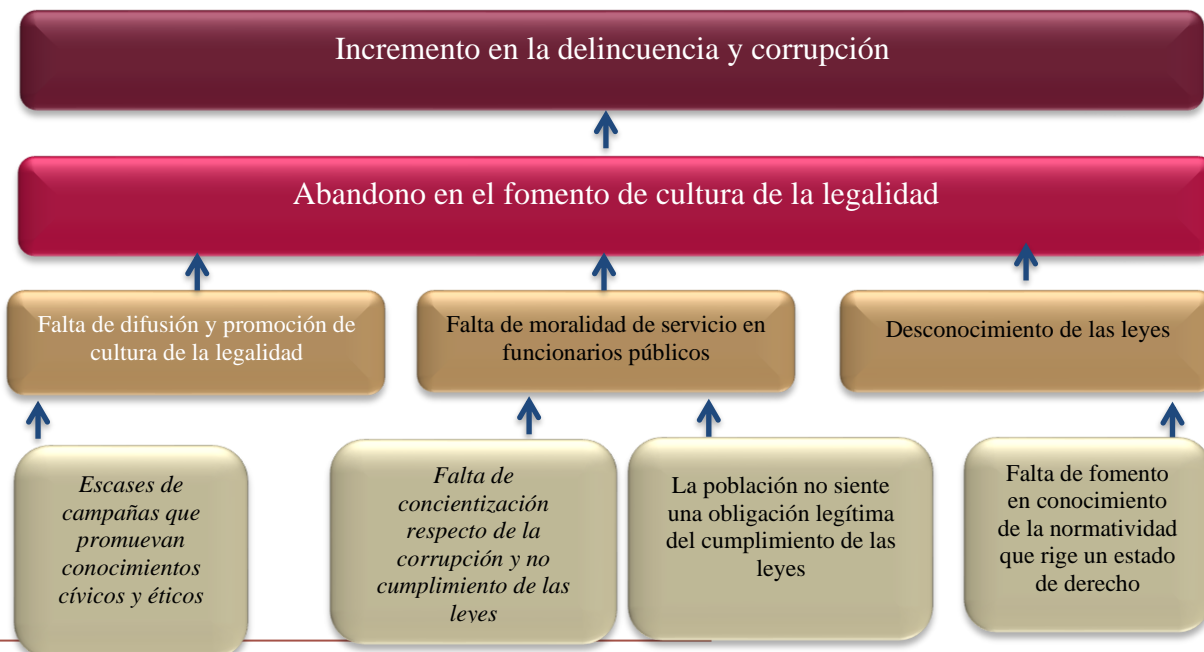 Incremento en la delincuencia y corrupción
Abandono en el fomento de cultura de la legalidad
Falta de difusión y promoción de
cultura de la legalidad
Falta de moralidad de servicio en
funcionarios públicos
Desconocimiento de las leyes
Escases de
campañas que
promuevan
conocimientos
cívicos y éticos
Falta de
concientización
respecto de la
corrupción y no
cumplimiento de las
leyes
La población no siente
una obligación legítima
del cumplimiento de las
leyes
Falta de fomento
en conocimiento
de la normatividad
que rige un estado
de derecho